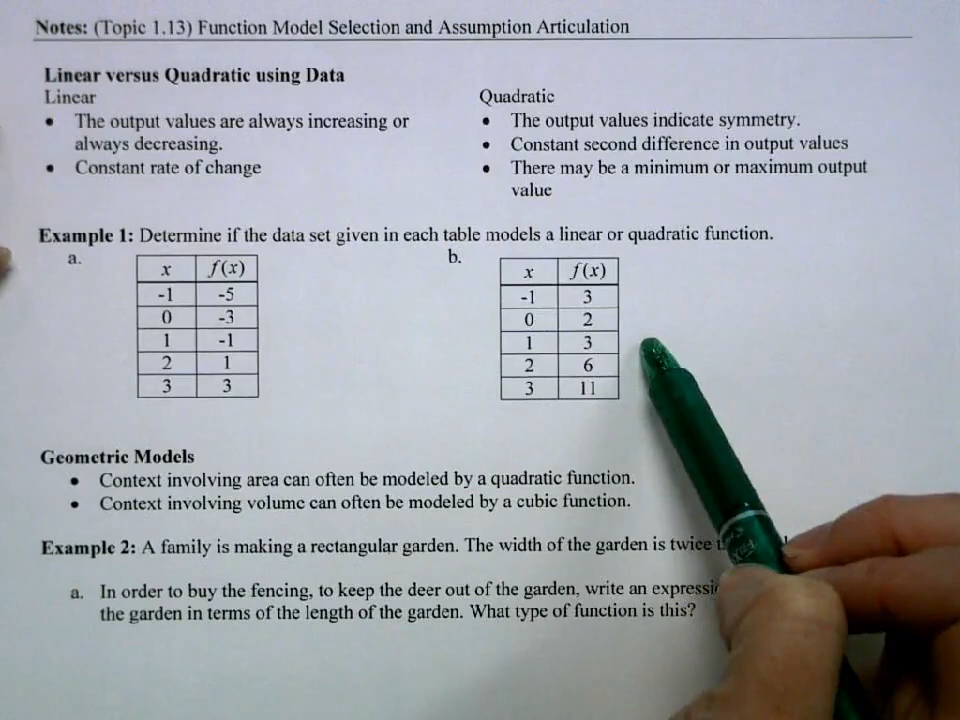 Notes: (Topic 1.13) Function Model Selection and Assumption Articulation
Linear versus Quadratic using Data
Linear
• The output values are always increasing or
always decreasing.
• Constant rate of change
Quadratic
• The output values indicate symmetry.
• Constant second difference in output values
• There may be a minimum or maximum output
value
Example 1: Determine if the data set given in each table models a linear or quadratic function.
a.
x f(x)
-1 -5
0 -3
1 -1
2 1
3 3
b.
x f(x)
-1 3
0 2
1 3
2 6
3 11
Geometric Models
• Context involving area can often be modeled by a quadratic function.
• Context involving volume can often be modeled by a cubic function.
Example 2: A family is making a rectangular garden. The width of the garden is twice
a. In order to buy the fencing, to keep the deer out of the garden, write an
the garden in terms of the length of the garden. What type of function is this?